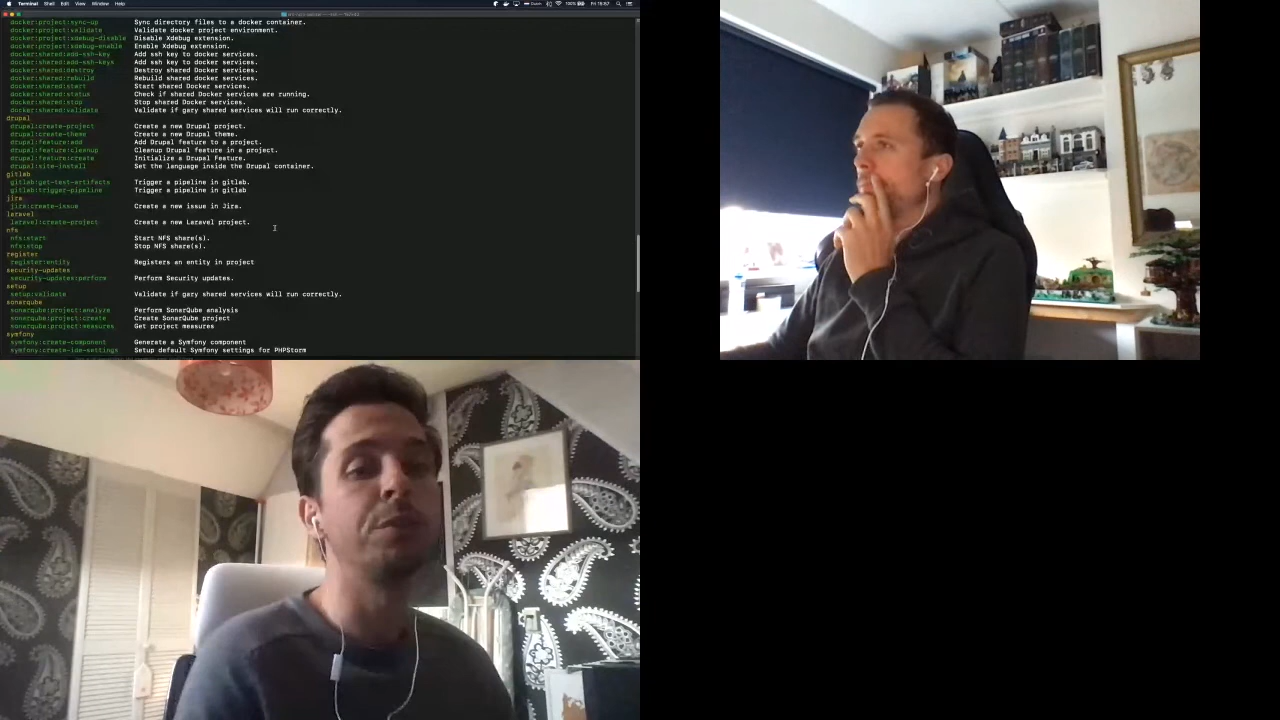 Terminal Shell Edit View Window Help
100% Fri 15:57
docker:project:sync-up Sync directory files to a docker container.
docker:project:validate Validate docker project environment.
docker:project:xdebug-disable Disable Xdebug extension.
docker:project:xdebug-enable Enable Xdebug extension.
docker:shared:add-ssh-key Add ssh key to docker services.
docker:shared:add-ssh-keys Add ssh key to docker services.
docker:shared:destroy Destroy shared Docker services.
docker:shared:rebuild Rebuild shared Docker services.
docker:shared:start Start shared Docker services.
docker:shared:status Check if shared Docker services are running.
docker:shared:stop Stop shared Docker services.
docker:shared:validate Validate if gary shared services will run correctly.
drupal
drupal:create-project Create a new Drupal project.
drupal:create-theme Create a new Drupal theme.
drupal:feature:add Add Drupal feature to a project.
drupal:feature:cleanup Cleanup Drupal feature in a project.
drupal:feature:create Initialize a Drupal Feature.
drupal:site-install Set the language inside the Drupal container.
gitlab
gitlab:get-test-artifacts Trigger a pipeline in gitlab.
gitlab:trigger-pipeline Trigger a pipeline in gitlab
jira
jira:create-issue Create a new issue in Jira.
laravel
laravel:create-project Create a new Laravel project.
nfs
nfs:start Start NFS share(s).
nfs:stop Stop NFS share(s).
register
register:entity Registers an entity in project
security-updates
security-updates:perform Perform Security updates.
setup
setup:validate Validate if gary shared services will run correctly.
sonarqube
sonarqube:project:analyze Perform SonarQube analysis
sonarqube:project:create Create SonarQube project
sonarqube:project:measures Get project measures
symfony
symfony:create-component Generate a Symfony component
symfony:create-ide-settings Setup default Symfony settings for PHPStorm